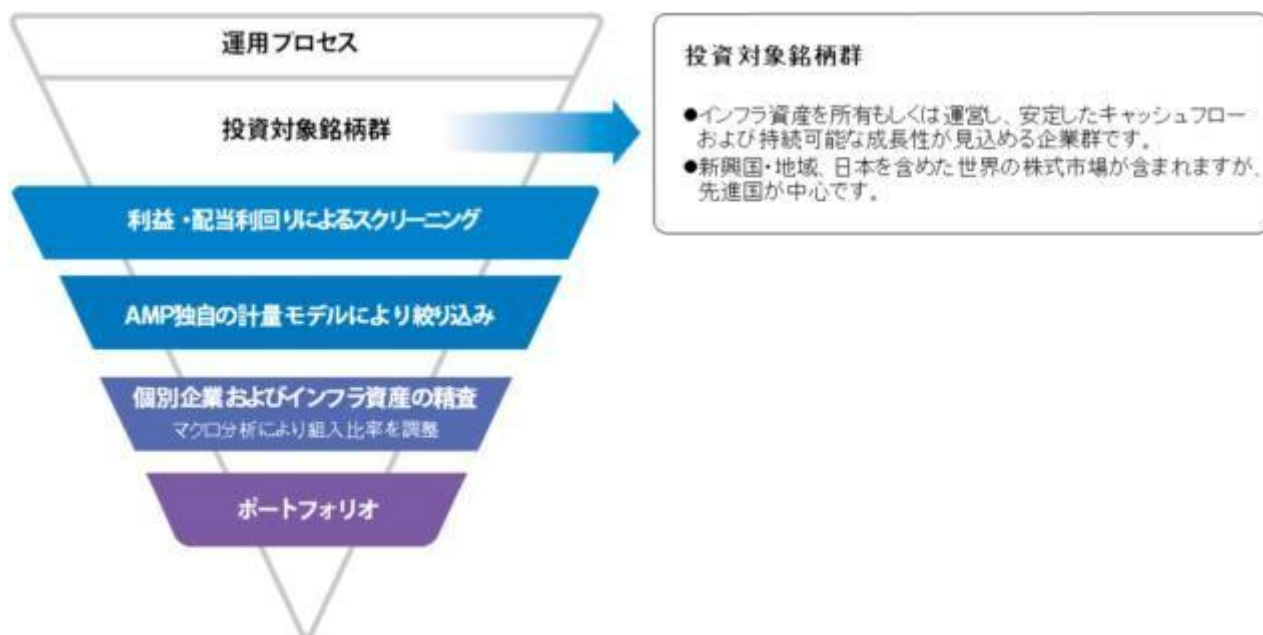 運用プロセス
投資対象銘柄群
利益・配当利回りによるスクリーニング
AMP独自の計量モデルにより絞り込み
個別企業およびインフラ資産の精査
マクロ分析により組入比率を調整
ポートフォリオ
投資対象銘柄群
●インフラ資産を所有もしくは運営し、安定したキャッシュフロー
および持続可能な成長性が見込める企業群です。
●新興国・地域、日本を含めた世界の株式市場が含まれますが、
先進国が中心です。